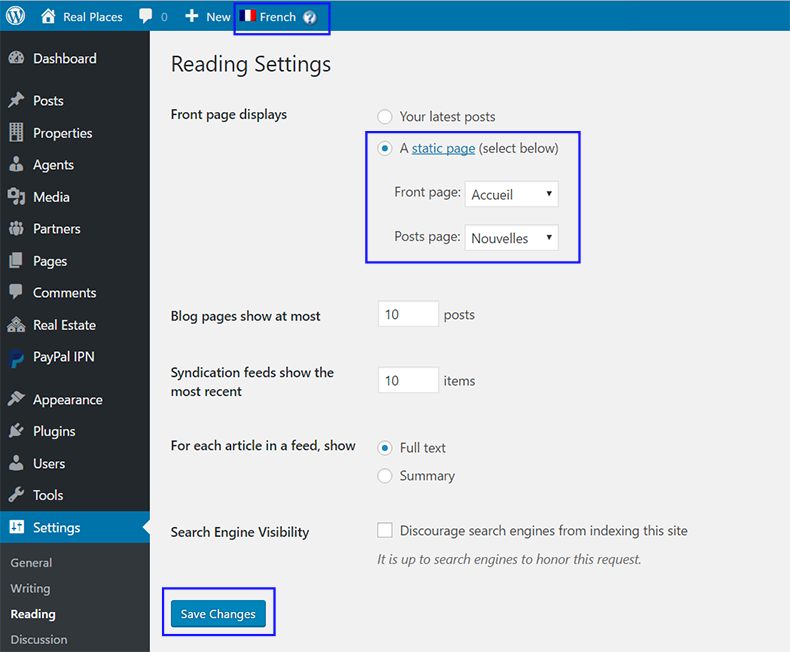 Real Places 0 New French
Dashboard
Posts
Properties
Agents
Media
Partners
Pages
Comments
Real Estate
PayPal IPN
Appearance
Plugins
Users
Tools
Settings
General
Writing
Reading
Discussion
Reading Settings
Front page displays
Your latest posts
A static page (select below)
Front page: Accueil
Posts page: Nouvelles
Blog pages show at most 10 posts
Syndication feeds show the
most recent
10 items
For each article in a feed, show
Full text
Summary
Search Engine Visibility
Discourage search engines from indexing this site
It is up to search engines to honor this request.
Save Changes